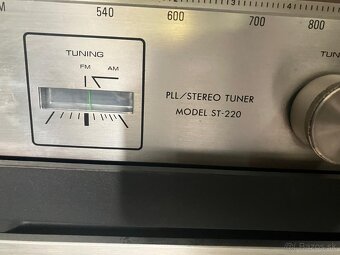 M 540 600 700 800
TUNING
FM AM
TUN
PLL/STEREO TUNER
MODEL ST-220